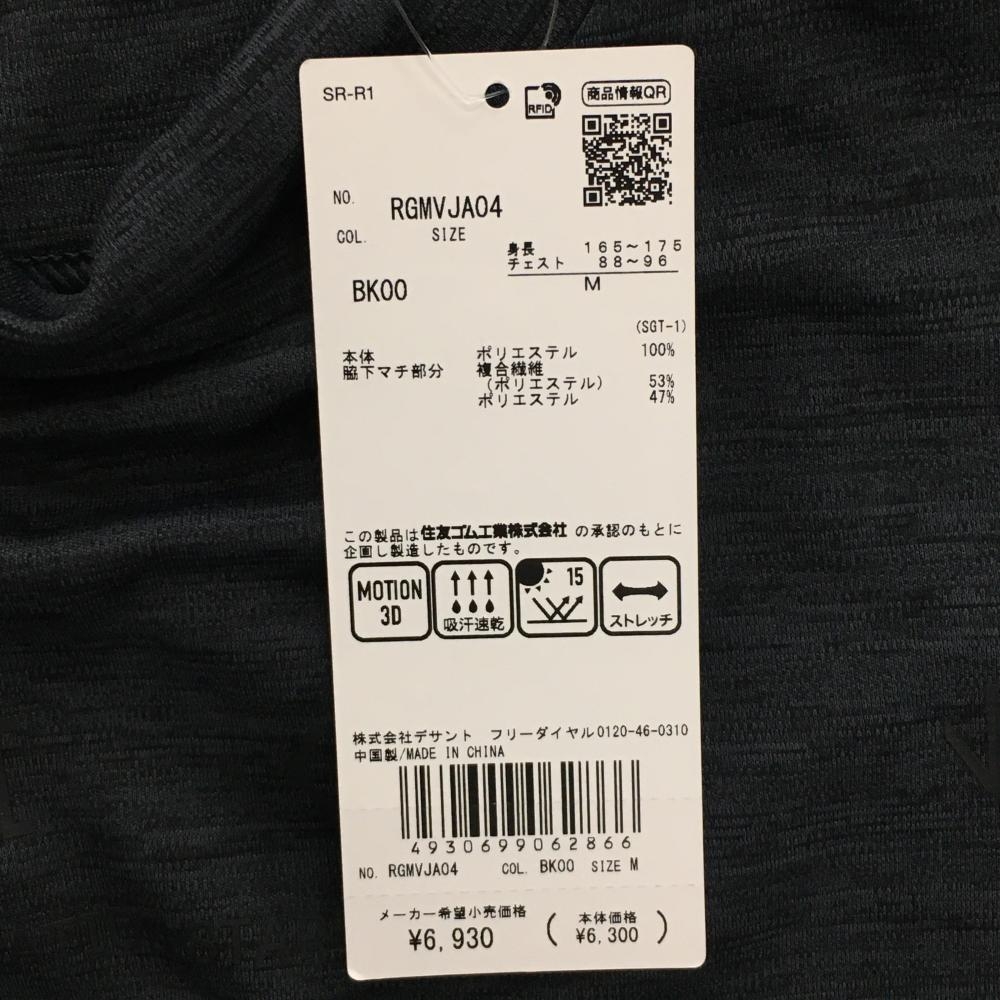 SR-R1
RFID
商品情報QR
NO. RGMVJA04
COL. SIZE
身長 165~175
チェスト 88~96
BK00 M
(SGT-1)
本体 ポリエステル 100%
脇下マチ部分 複合繊維
(ポリエステル) 53%
ポリエステル 47%
この製品は住友ゴム工業株式会社の承認のもとに
企画し製造したものです。
MOTION
3D
吸汗速乾
15
ストレッチ
株式会社デサント フリーダイヤル0120-46-0310
中国製/MADE IN CHINA
4930699062866
NO. RGMVJA04 COL. BK00 SIZE M
メーカー希望小売価格
¥6,930
(本体価格
¥6,300)